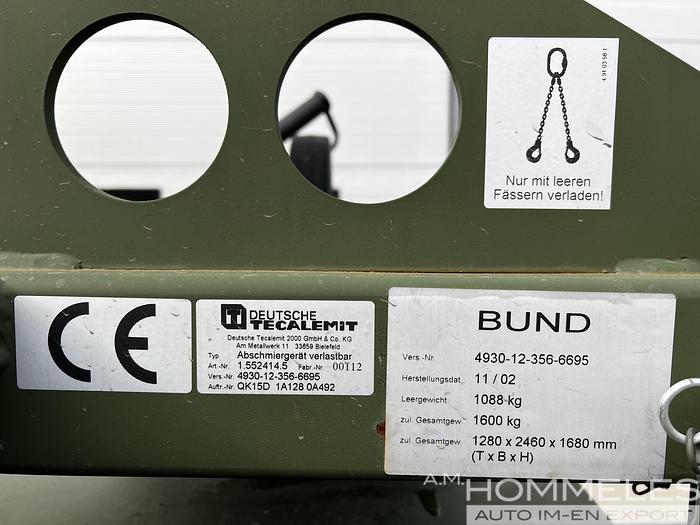 4 91 03 58 1
Nur mit leeren
Fässern verladen!
CE
DEUTSCHE
TECALEMIT
Deutsche Tecalemit 2000 GmbH & Co. KG
Am Metallwerk 11 33659 Bielefeld
Typ Abschmiergerät verlastbar
Art.-Nr. 1.552414.5 Fabr.-Nr. 00112
Vers.-Nr. 4930-12-356-6695
Auftr.-Nr. QK15D 1A128 0A492
BUND
Vers.-Nr. 4930-12-356-6695
Herstellungsdat. 11 / 02
Leergewicht 1088 kg
zul. Gesamtgew. 1600 kg
zul. Gesamtgew. 1280 x 2460 x 1680 mm
(T x B x H)
A.M.
HOMMELES
AUTO IM-EN EXPORT